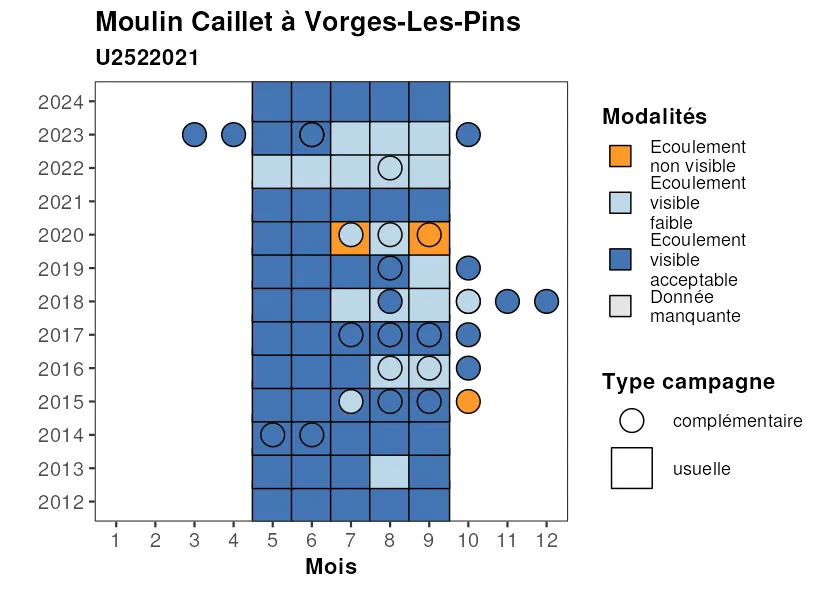 Moulin Caillet à Vorges-Les-Pins
U2522021
2024
2023
2022
2021
2020
2019
2018
2017
2016
2015
2014
2013
2012
1 2 3 4 5 6 7 8 9 10 11 12
Mois
Modalités
Ecoulement
non visible
Ecoulement
visible
faible
Ecoulement
visible
acceptable
Donnée
manquante
Type campagne
complémentaire
usuelle